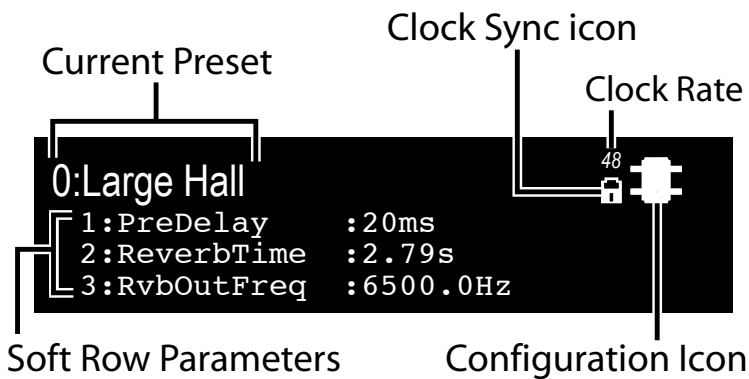 Clock Sync icon
Current Preset
Clock Rate
48
0:Large Hall
1:PreDelay :20ms
2:ReverbTime :2.79s
3:RvbOutFreq :6500.0Hz
Soft Row Parameters
Configuration Icon